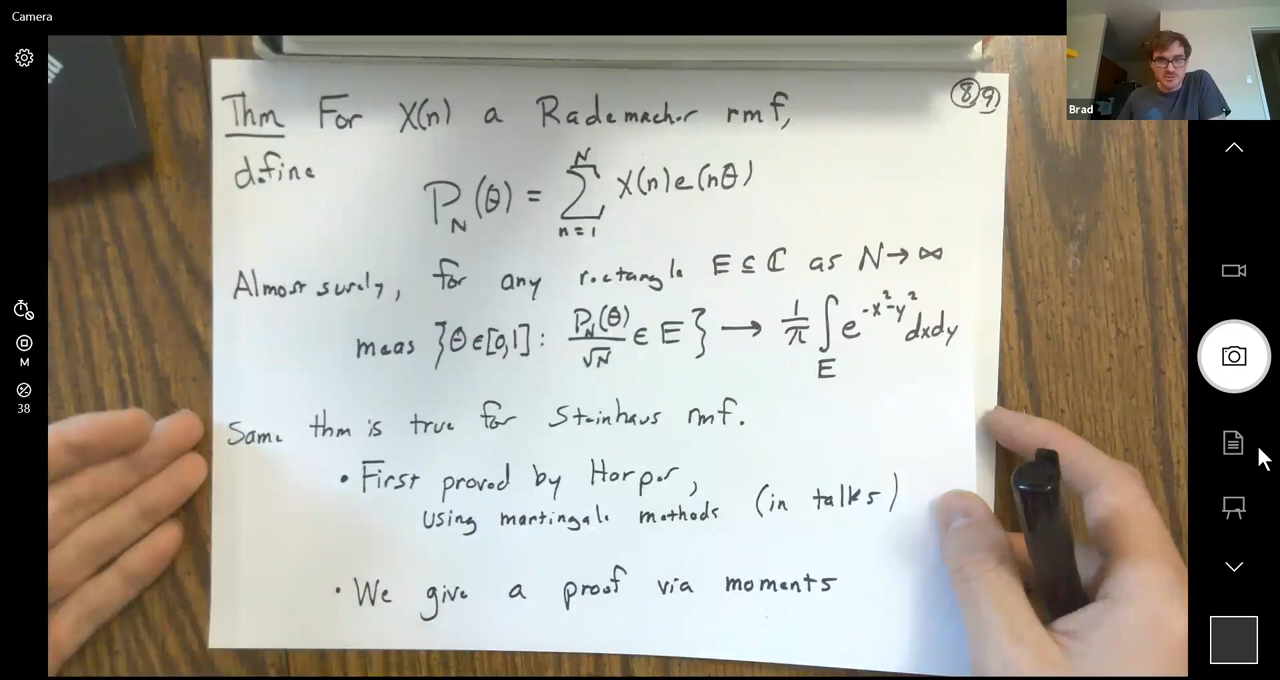 Camera
Brad
M
38
89
Thm For X(n) a Rademacher rmf,
define
P_N(θ) = ∑_{n=1}^{N} X(n)e(nθ)
Almost surely, for any rectangle E ⊆ ℂ as N→∞
meas {θ∈[0,1] : P_N(θ)/√N ∈ E} → 1/π ∫_E e^{-x²-y²} dxdy
Same thm is true for Steinhaus rmf.
• First proved by Harper,
using martingale methods (in talks)
• We give a proof via moments